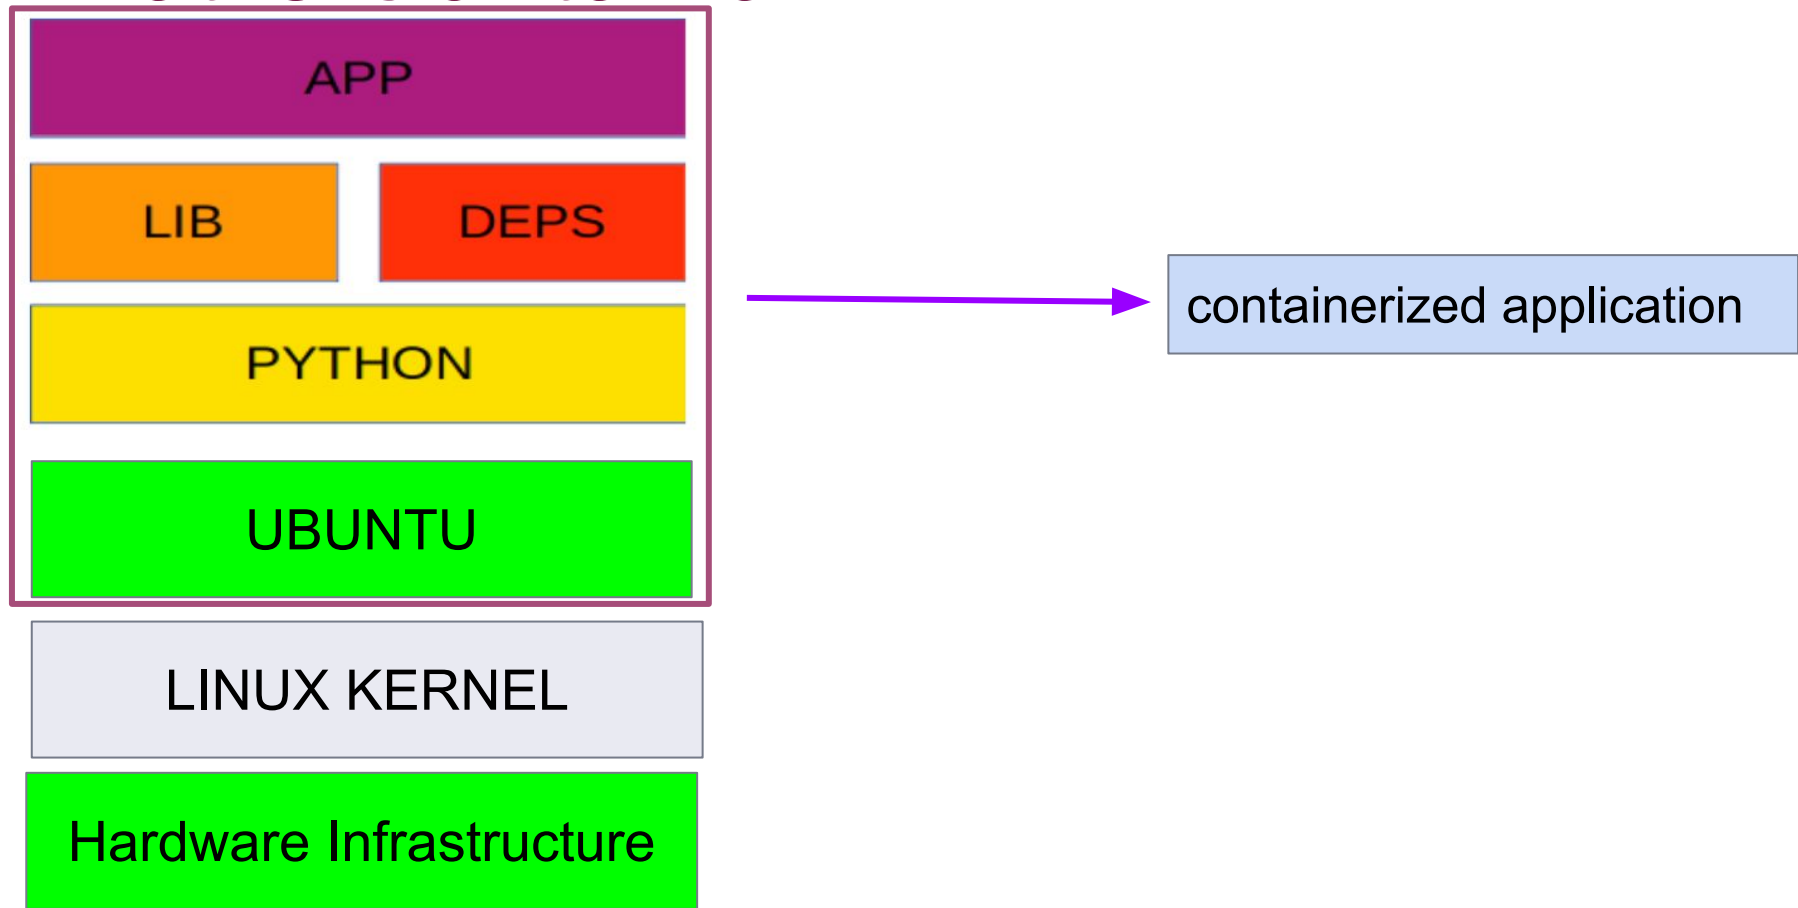 APP
LIB
DEPS
PYTHON
UBUNTU
LINUX KERNEL
Hardware Infrastructure
containerized application